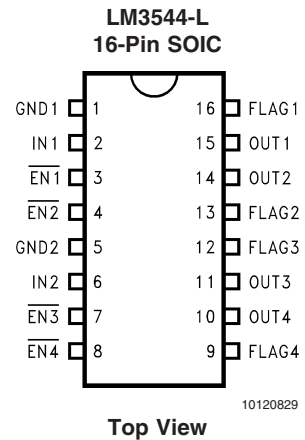 LM3544-L
16-Pin SOIC
GND1 1 16 FLAG1
IN1 2 15 OUT1
EN1 3 14 OUT2
EN2 4 13 FLAG2
GND2 5 12 FLAG3
IN2 6 11 OUT3
EN3 7 10 OUT4
EN4 8 9 FLAG4
10120829
Top View